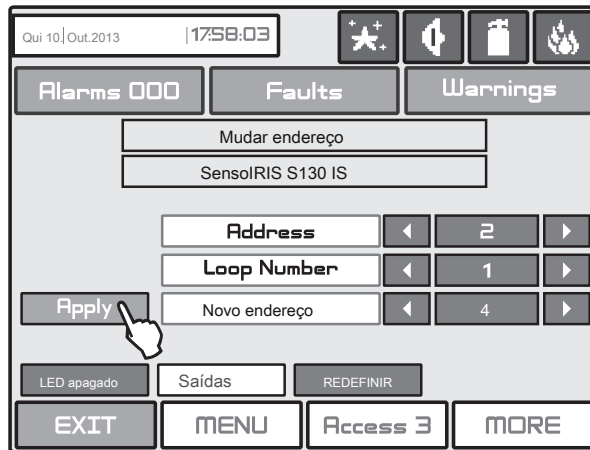 Qui 10. Out.2013 17:58:03
Alarms 000 Faults Warnings
Mudar endereço
SensoIRIS S130 IS
Address 2
Loop Number 1
Apply Novo endereço 4
LED apagado Saídas REDEFINIR
EXIT MENU Access 3 MORE